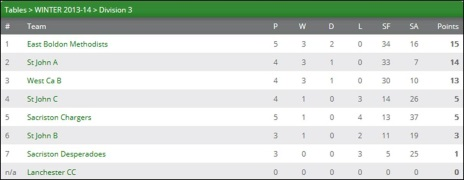 Tables > WINTER 2013-14 > Division 3
# Team P W D L SF SA Points
1 East Boldon Methodists 5 3 2 0 34 16 15
2 St John A 4 3 1 0 33 7 14
3 West Ca B 4 3 1 0 30 10 13
4 St John C 4 1 0 3 14 26 5
5 Sacriston Chargers 5 1 0 4 13 37 5
6 St John B 3 1 0 2 11 19 3
7 Sacriston Desperadoes 3 0 0 3 5 25 1
n/a Lanchester CC 0 0 0 0 0 0 0